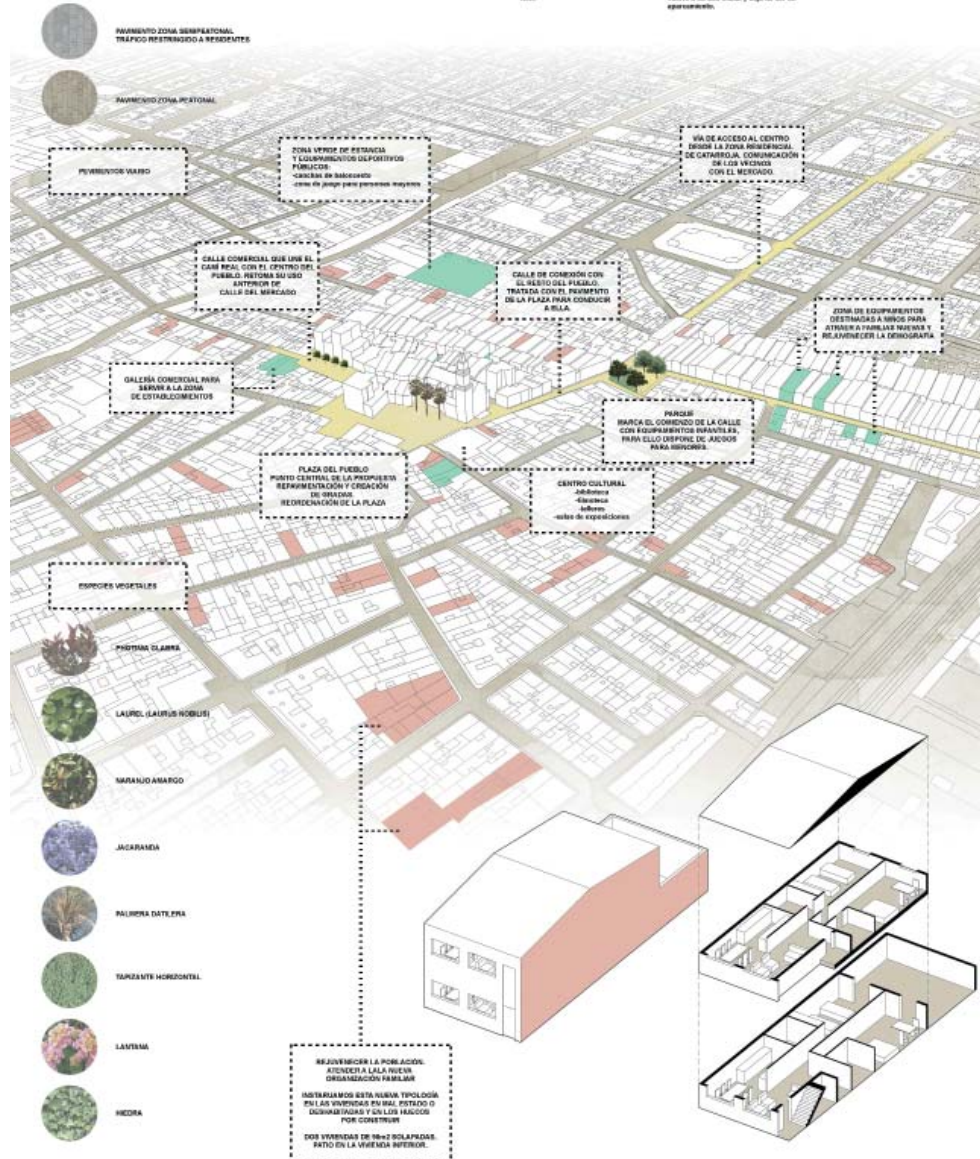 aparcamiento.
PAVIMENTO ZONA SEMIPEATONAL
TRÁFICO RESTRINGIDO A RESIDENTES
PAVIMENTO ZONA PEATONAL
PEVIMENTOS VIARIO
ZONA VERDE DE ESTANCIA
Y EQUIPAMIENTOS DEPORTIVOS
PÚBLICOS:
-canchas de baloncesto
-zona de juego para personas mayores
VÍA DE ACCESO AL CENTRO
DESDE LA ZONA RESIDENCIAL
DE CATARROJA. COMUNICACIÓN
DE LOS VECINOS
CON EL MERCADO.
CALLE COMERCIAL QUE UNE EL
CAMÍ REAL CON EL CENTRO DEL
PUEBLO. RETOMA SU USO
ANTERIOR DE
CALLE DEL MERCADO
CALLE DE CONEXIÓN CON
EL RESTO DEL PUEBLO.
TRATADA CON EL PAVIMENTO
DE LA PLAZA PARA CONDUCIR
A ELLA.
ZONA DE EQUIPAMIENTOS
DESTINADAS A NIÑOS PARA
ATRAER A FAMILIAS NUEVAS Y
REJUVENECER LA DEMOGRAFÍA
GALERÍA COMERCIAL PARA
SERVIR A LA ZONA
DE ESTABLECIMIENTOS
PARQUE
MARCA EL COMIENZO DE LA CALLE
CON EQUIPAMIENTOS INFANTILES,
PARA ELLO DISPONE DE JUEGOS
PARA MENORES.
PLAZA DEL PUEBLO
PUNTO CENTRAL DE LA PROPUESTA
REPAVIMENTACIÓN Y CREACIÓN
DE GRADAS
REORDENACIÓN DE LA PLAZA
CENTRO CULTURAL
-biblioteca
-filmoteca
-talleres
-salas de exposiciones
ESPECIES VEGETALES
PHOTINIA GLABRA
LAUREL (LAURUS NOBILIS)
NARANJO AMARGO
JACARANDA
PALMERA DATILERA
TAPIZANTE HORIZONTAL
LANTANA
HIEDRA
REJUVENECER LA POBLACIÓN.
ATENDER A LALA NUEVA
ORGANIZACIÓN FAMILIAR
INSTAURAMOS ESTA NUEVA TIPOLOGÍA
EN LAS VIVIENDAS EN MAL ESTADO O
DESHABITADAS Y EN LOS HUECOS
POR CONSTRUIR
DOS VIVIENDAS DE 98m2 SOLAPADAS.
PATIO EN LA VIVIENDA INFERIOR.